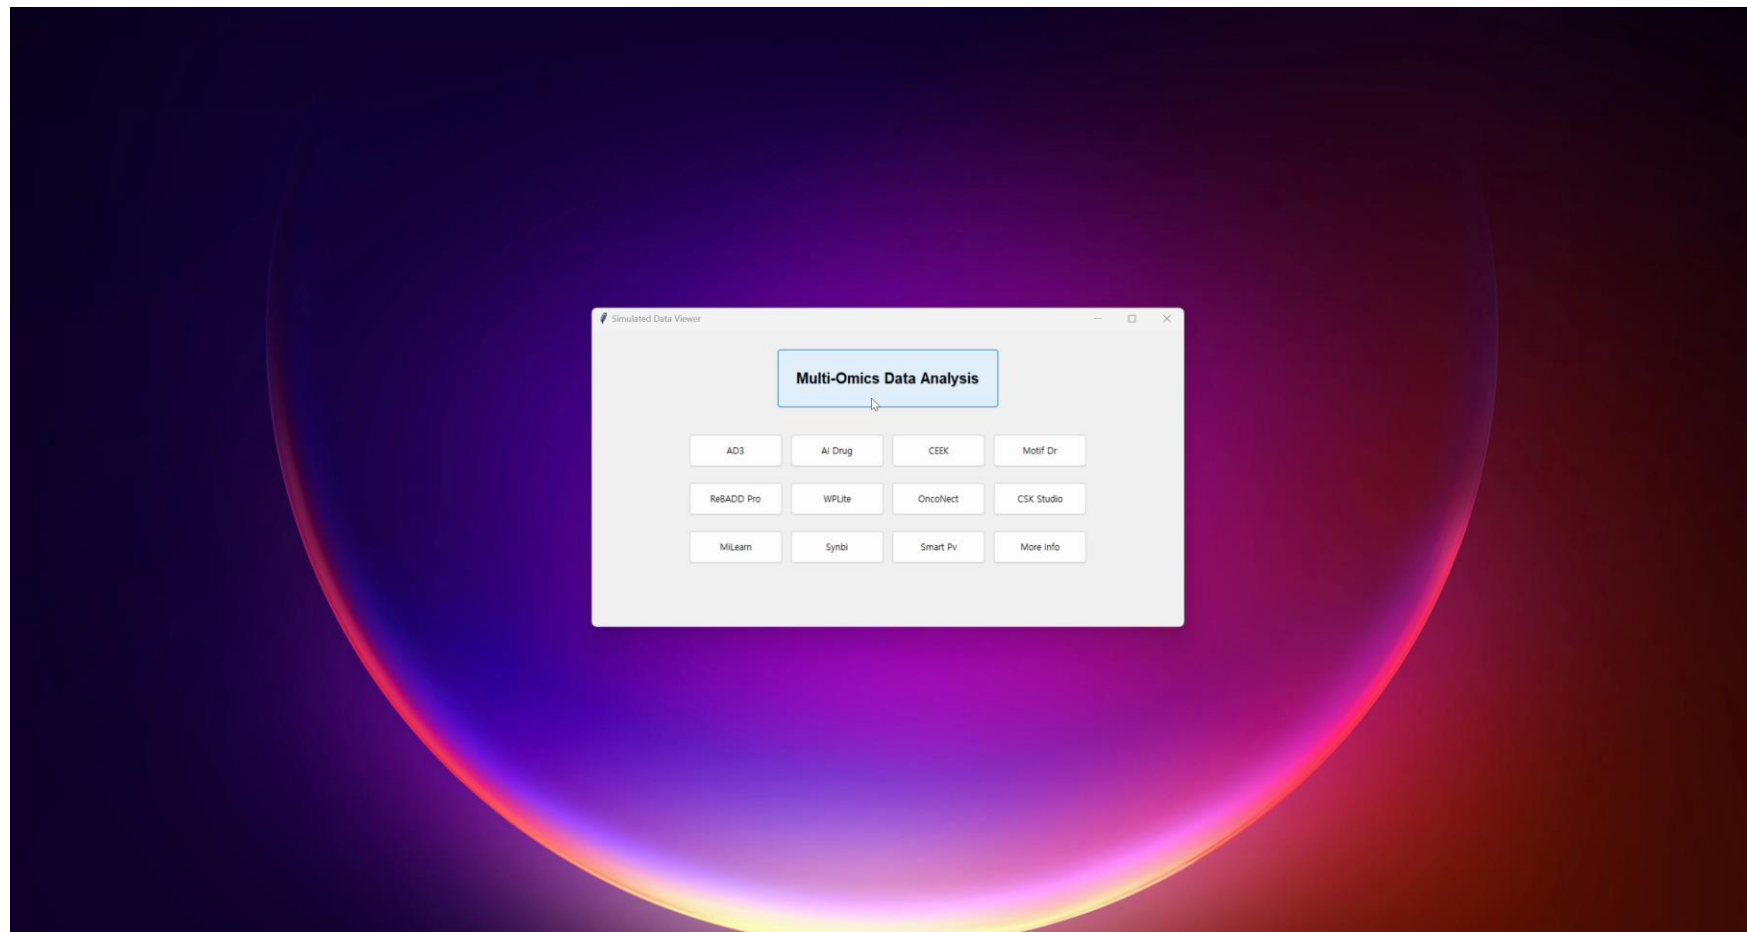 Simulated Data Viewer
Multi-Omics Data Analysis
AD3
AI Drug
CEEK
Motif Dr
ReBADD Pro
WPLite
OncoNect
CSK Studio
MiLearn
Synbi
Smart Pv
More Info